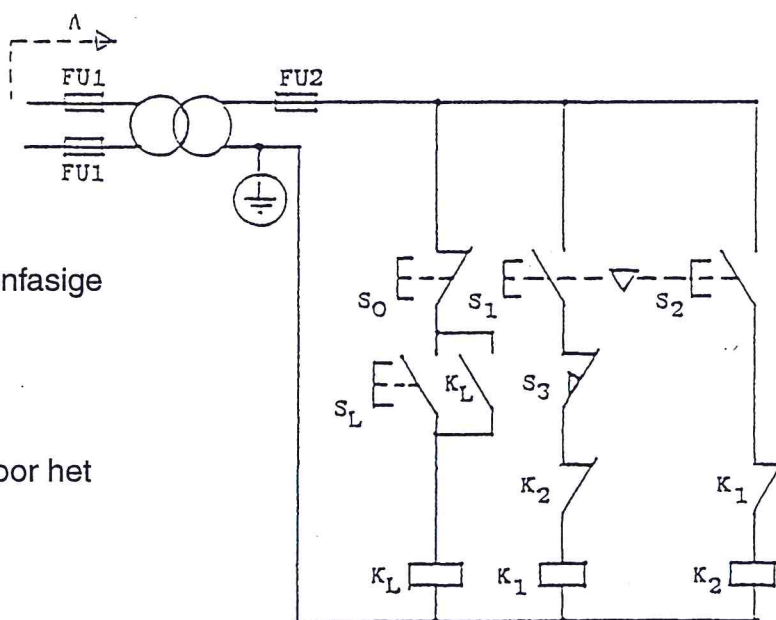 Λ
FU1 FU2
FU1
nfasige
S0 S1 S2
SL KL S3
oor het
K2 K1
KL K1 K2